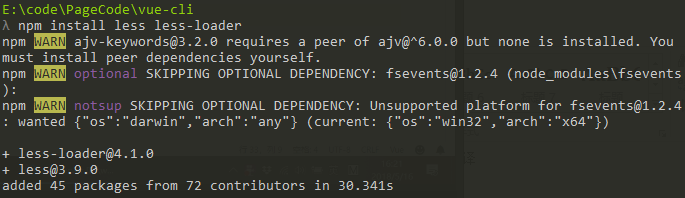 E:\code\PageCode\vue-cli
λ npm install less less-loader
npm WARN ajv-keywords@3.2.0 requires a peer of ajv@^6.0.0 but none is installed. You
must install peer dependencies yourself.
npm WARN optional SKIPPING OPTIONAL DEPENDENCY: fsevents@1.2.4 (node_modules\fsevents
):
npm WARN notsup SKIPPING OPTIONAL DEPENDENCY: Unsupported platform for fsevents@1.2.4
: wanted {"os":"darwin","arch":"any"} (current: {"os":"win32","arch":"x64"})
+ less-loader@4.1.0
+ less@3.9.0
added 45 packages from 72 contributors in 30.341s